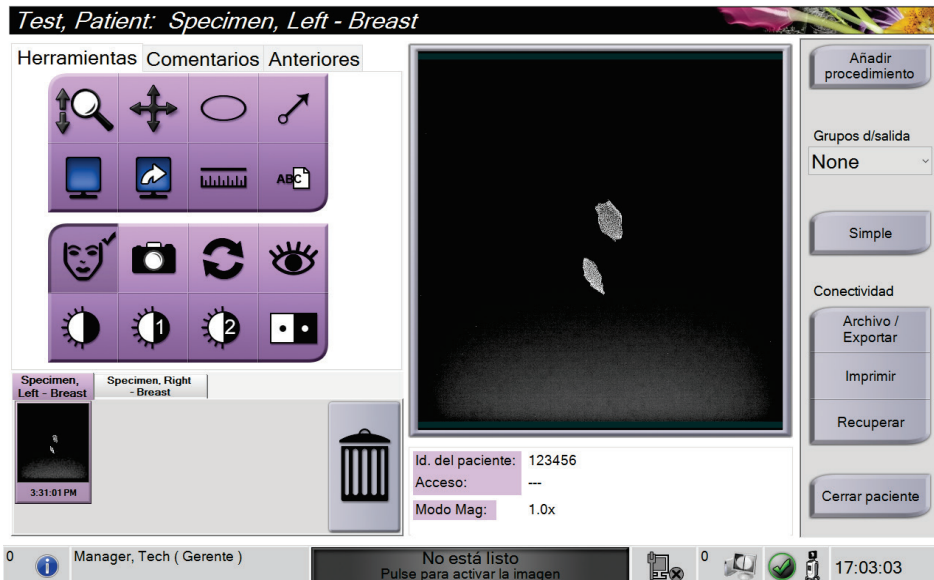 Test, Patient: Specimen, Left - Breast
Herramientas Comentarios Anteriores
ABC
1
2
Specimen,
Left - Breast
Specimen, Right
- Breast
3:31:01 PM
Id. del paciente: 123456
Acceso: ---
Modo Mag: 1.0x
Añadir
procedimiento
Grupos d/salida
None
Simple
Conectividad
Archivo /
Exportar
Imprimir
Recuperar
Cerrar paciente
0
Manager, Tech ( Gerente )
No está listo
Pulse para activar la imagen
0
17:03:03